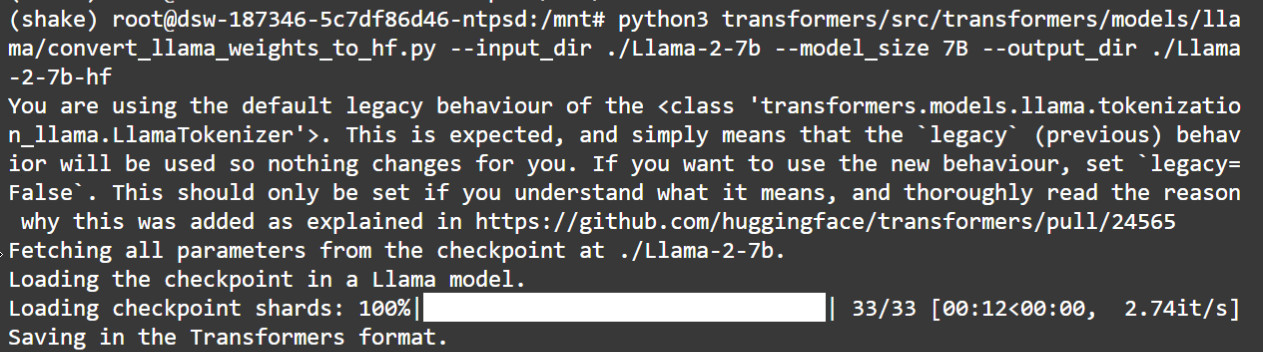 (shake) root@dsw-187346-5c7df86d46-ntpsd:/mnt# python3 transformers/src/transformers/models/lla
ma/convert_llama_weights_to_hf.py --input_dir ./Llama-2-7b --model_size 7B --output_dir ./Llama
-2-7b-hf
You are using the default legacy behaviour of the <class 'transformers.models.llama.tokenizatio
n_llama.LlamaTokenizer'>. This is expected, and simply means that the `legacy` (previous) behav
ior will be used so nothing changes for you. If you want to use the new behaviour, set `legacy=
False`. This should only be set if you understand what it means, and thoroughly read the reason
 why this was added as explained in https://github.com/huggingface/transformers/pull/24565
Fetching all parameters from the checkpoint at ./Llama-2-7b.
Loading the checkpoint in a Llama model.
Loading checkpoint shards: 100%|██████████████████████████████| 33/33 [00:12<00:00,  2.74it/s]
Saving in the Transformers format.